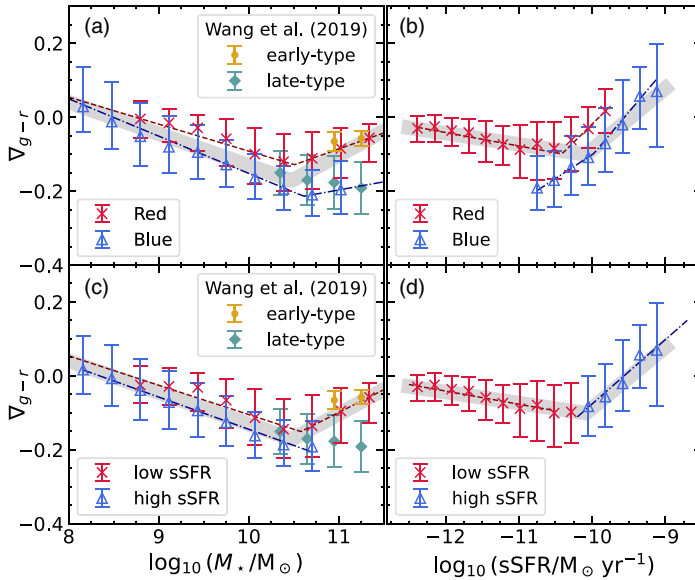 (a)
Wang et al. (2019)
early-type
late-type
Red
Blue
0.2
0.0
−0.2
−0.4
∇g−r
(b)
Red
Blue
(c)
Wang et al. (2019)
early-type
late-type
low sSFR
high sSFR
0.2
0.0
−0.2
−0.4
∇g−r
8 9 10 11
log10(M⋆/M⊙)
(d)
low sSFR
high sSFR
−12 −11 −10 −9
log10(sSFR/M⊙ yr−1)